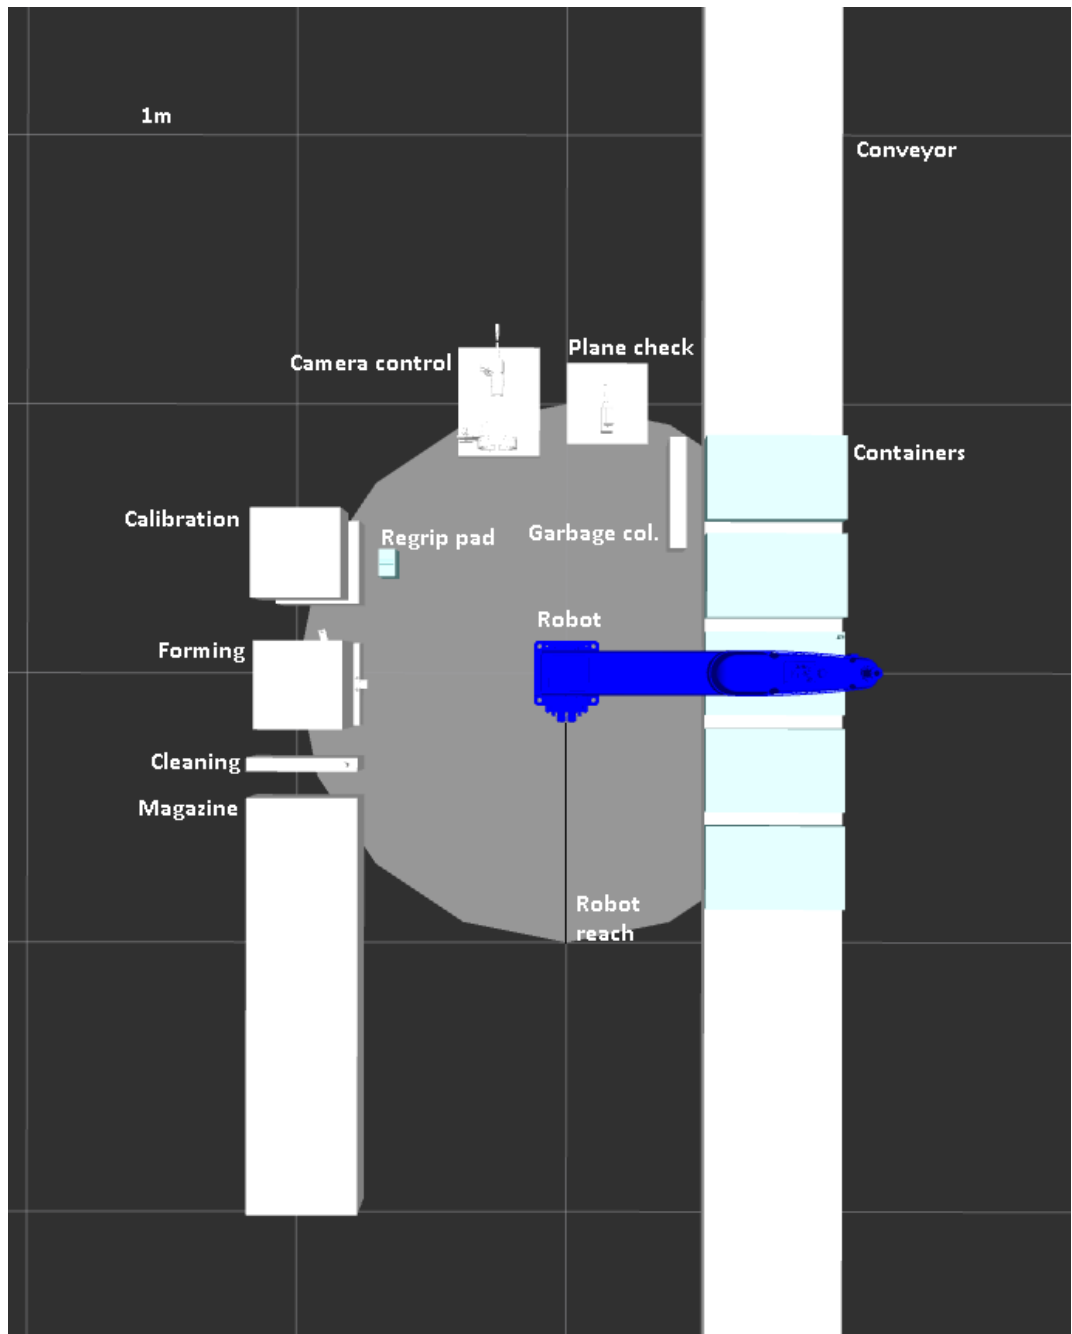 1m
Conveyor
Plane check
Camera control
Containers
Calibration
Regrip pad
Garbage col.
Robot
Forming
Cleaning
Magazine
Robot
reach